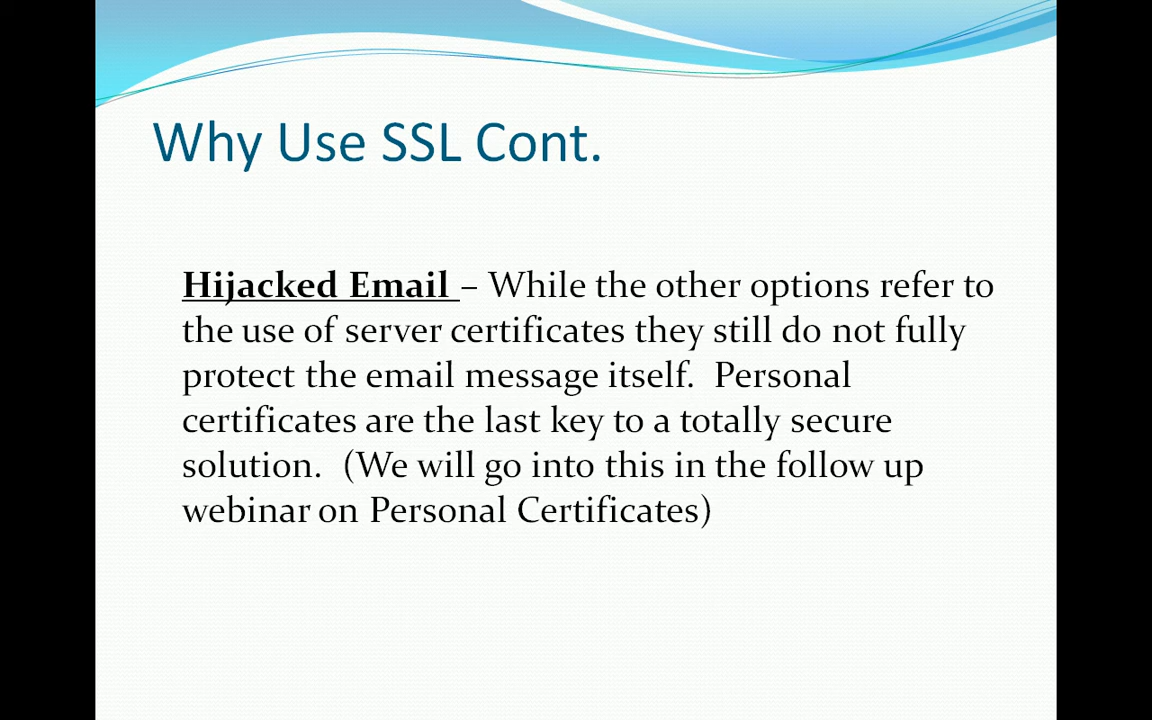 Why Use SSL Cont.
Hijacked Email – While the other options refer to
the use of server certificates they still do not fully
protect the email message itself.  Personal
certificates are the last key to a totally secure
solution.  (We will go into this in the follow up
webinar on Personal Certificates)